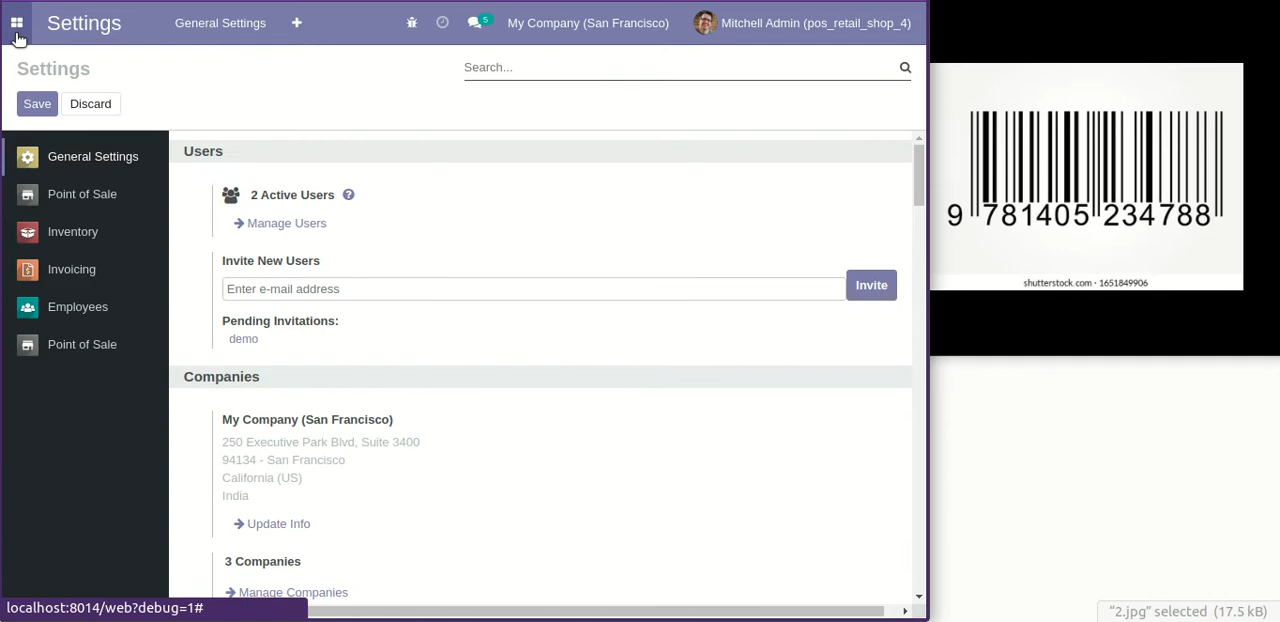 Settings General Settings 5 My Company (San Francisco) Mitchell Admin (pos_retail_shop_4)
Settings
Search...
Save Discard
General Settings
Point of Sale
Inventory
Invoicing
Employees
Point of Sale
Users
2 Active Users ?
Manage Users
Invite New Users
Enter e-mail address
Invite
Pending Invitations:
demo
Companies
My Company (San Francisco)
250 Executive Park Blvd, Suite 3400
94134 - San Francisco
California (US)
India
Update Info
3 Companies
Manage Companies
localhost:8014/web?debug=1#
9 781405 234788
shutterstock.com · 1651849906
“2.jpg” selected (17.5 kB)